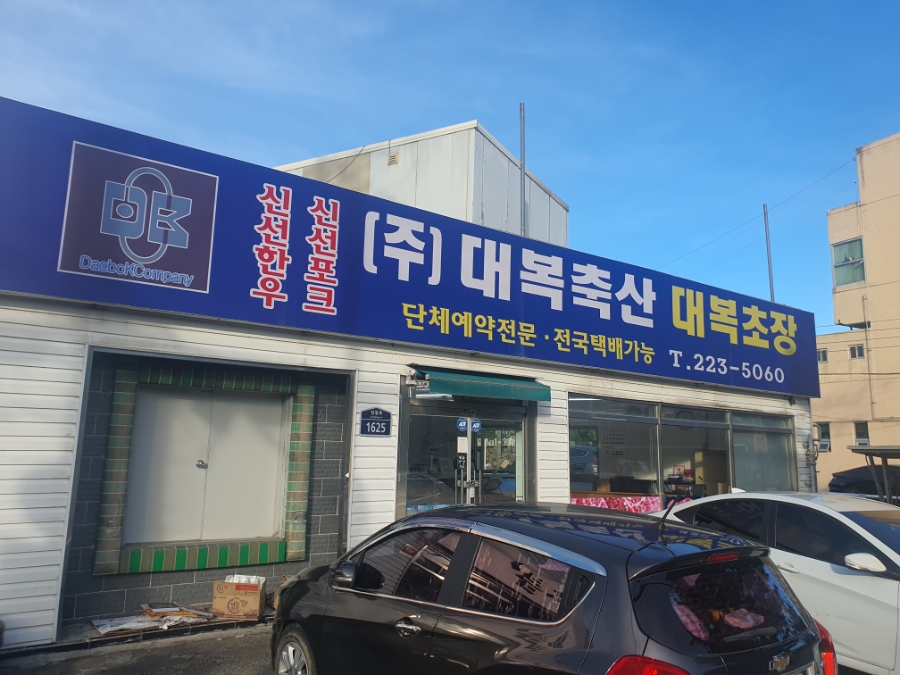 DK
DaeboKCompany
신선한우
신선포크
(주)대복축산 대복초장
단체예약전문·전국택배가능
T.223-5060
1625